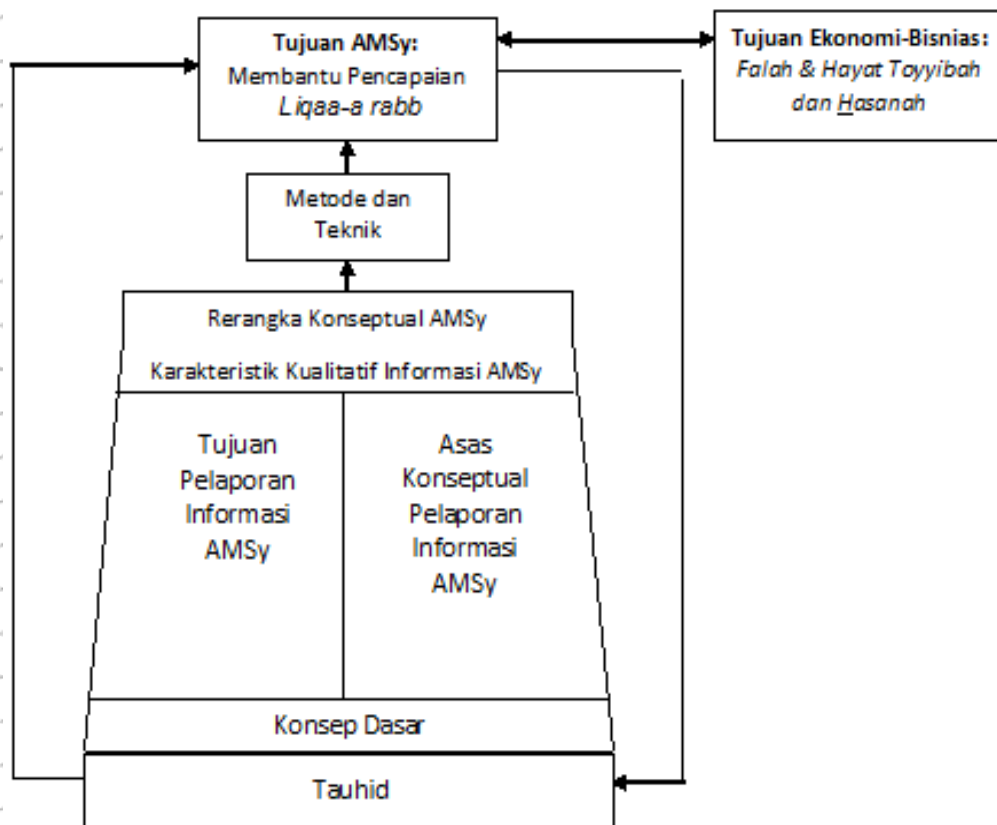 Tujuan AMSy:
Membantu Pencapaian
Liqaa-a rabb
Tujuan Ekonomi-Bisnias:
Falah & Hayat Toyyibah
dan Hasanah
Metode dan
Teknik
Rerangka Konseptual AMSy
Karakteristik Kualitatif Informasi AMSy
Tujuan
Pelaporan
Informasi
AMSy
Asas
Konseptual
Pelaporan
Informasi
AMSy
Konsep Dasar
Tauhid